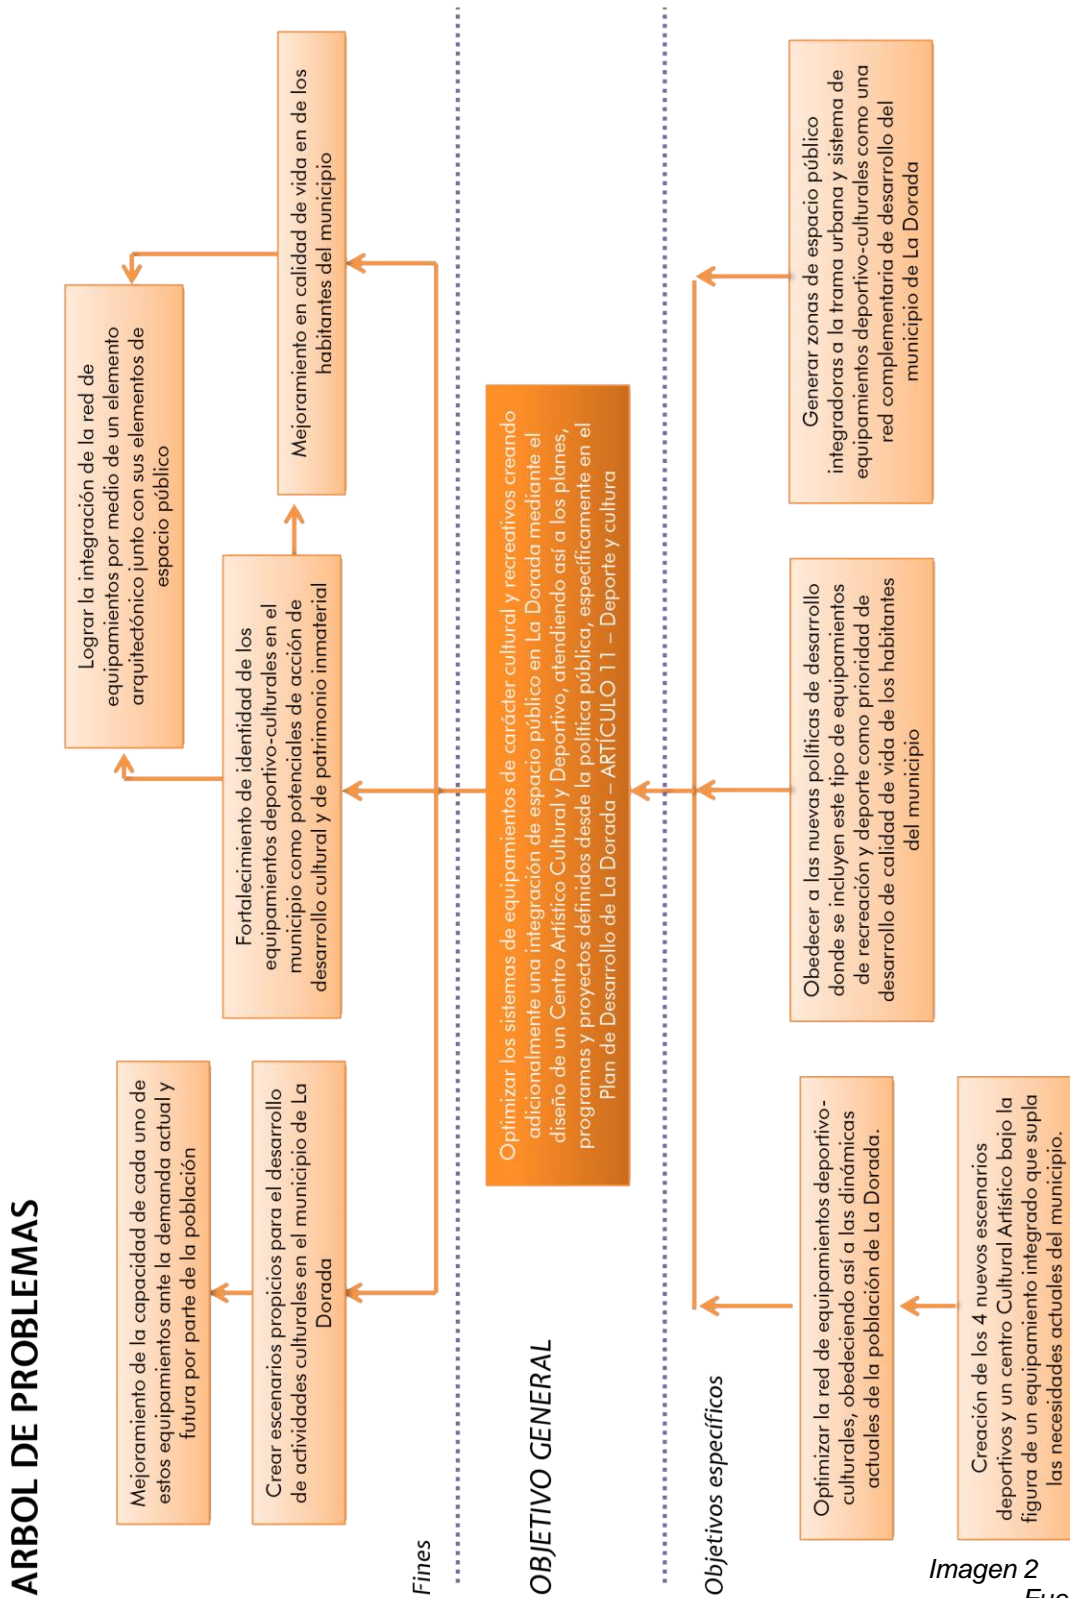 ARBOL DE PROBLEMAS
Mejoramiento de la capacidad de cada uno de
estos equipamientos ante la demanda actual y
futura por parte de la población
Crear escenarios propicios para el desarrollo
de actividades culturales en el municipio de La
Dorada
Lograr la integración de la red de
equipamientos por medio de un elemento
arquitectónico junto con sus elementos de
espacio público
Fortalecimiento de identidad de los
equipamientos deportivo-culturales en el
municipio como potenciales de acción de
desarrollo cultural y de patrimonio inmaterial
Mejoramiento en calidad de vida en de los
habitantes del municipio
Fines
OBJETIVO GENERAL
Optimizar los sistemas de equipamientos de carácter cultural y recreativos creando
adicionalmente una integración de espacio público en La Dorada mediante el
diseño de un Centro Artístico Cultural y Deportivo, atendiendo así a los planes,
programas y proyectos definidos desde la política pública, específicamente en el
Plan de Desarrollo de La Dorada – ARTÍCULO 11 – Deporte y cultura
Objetivos específicos
Optimizar la red de equipamientos deportivo-
culturales, obedeciendo así a las dinámicas
actuales de la población de La Dorada.
Creación de los 4 nuevos escenarios
deportivos y un centro Cultural Artístico bajo la
figura de un equipamiento integrado que supla
las necesidades actuales del municipio.
Obedecer a las nuevas políticas de desarrollo
donde se incluyen este tipo de equipamientos
de recreación y deporte como prioridad de
desarrollo de calidad de vida de los habitantes
del municipio
Generar zonas de espacio público
integradoras a la trama urbana y sistema de
equipamientos deportivo-culturales como una
red complementaria de desarrollo del
municipio de La Dorada
Imagen 2